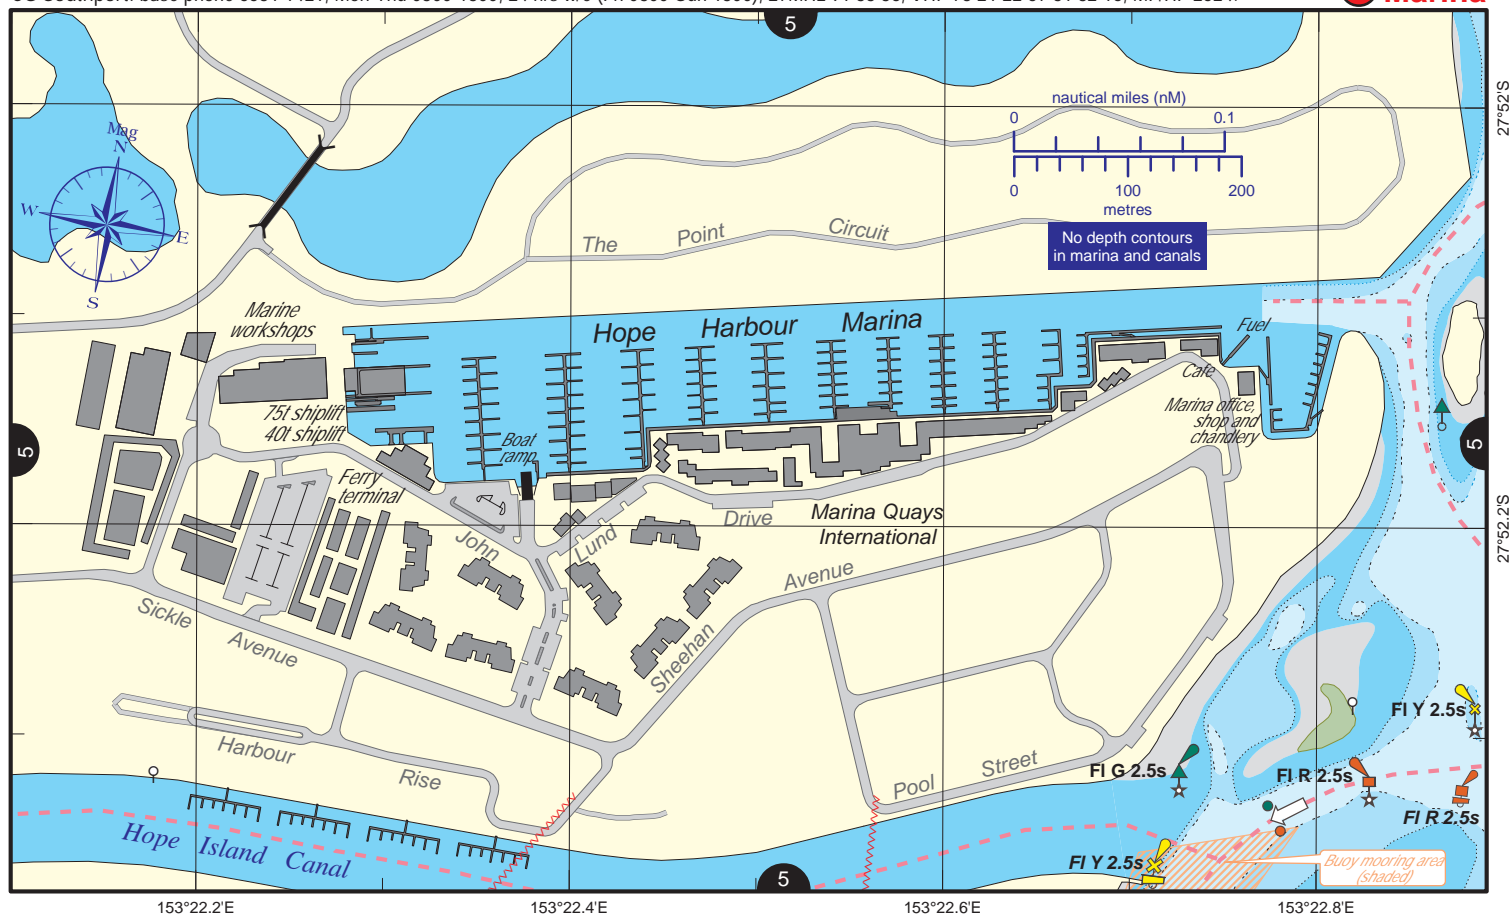 Marina
5
nautical miles (nM)
0
0.1
0
100
200
metres
No depth contours
in marina and canals
27°52'S
Mag
N
W
E
S
The Point Circuit
Marine
workshops
Hope Harbour Marina
Fuel
Cafe
Marina office,
shop and
chandlery
75t shiplift
40t shiplift
Boat
ramp
5
5
Ferry
terminal
John Lund Drive
Marina Quays
International
27°52.2'S
Sickle Avenue
Sheehan Avenue
Harbour Rise
Pool Street
Fl Y 2.5s
Fl G 2.5s
Fl R 2.5s
Fl R 2.5s
Hope Island Canal
Fl Y 2.5s
Buoy mooring area
(shaded)
5
153°22.2'E
153°22.4'E
153°22.6'E
153°22.8'E